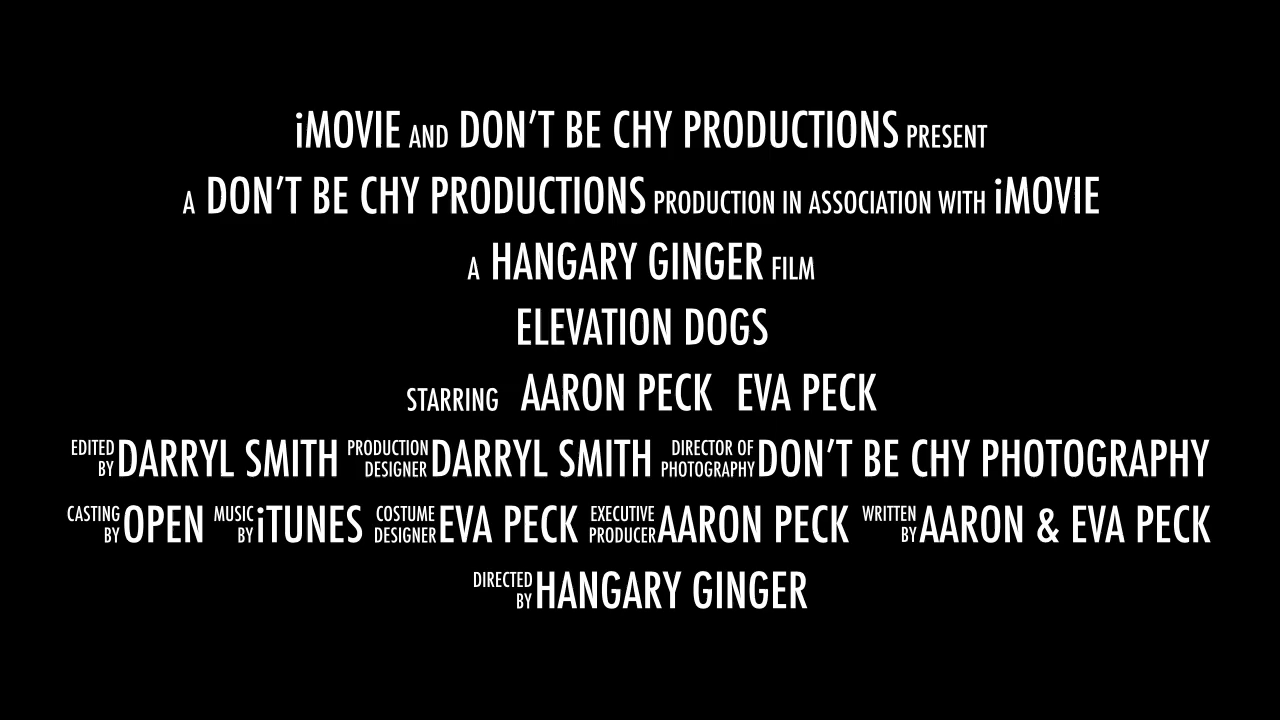 iMOVIE AND DON'T BE CHY PRODUCTIONS PRESENT
A DON'T BE CHY PRODUCTIONS PRODUCTION IN ASSOCIATION WITH iMOVIE
A HANGARY GINGER FILM
ELEVATION DOGS
STARRING AARON PECK EVA PECK
EDITED BY DARRYL SMITH PRODUCTION DESIGNER DARRYL SMITH DIRECTOR OF PHOTOGRAPHY DON'T BE CHY PHOTOGRAPHY
CASTING BY OPEN MUSIC BY iTUNES COSTUME DESIGNER EVA PECK EXECUTIVE PRODUCER AARON PECK WRITTEN BY AARON & EVA PECK
DIRECTED BY HANGARY GINGER